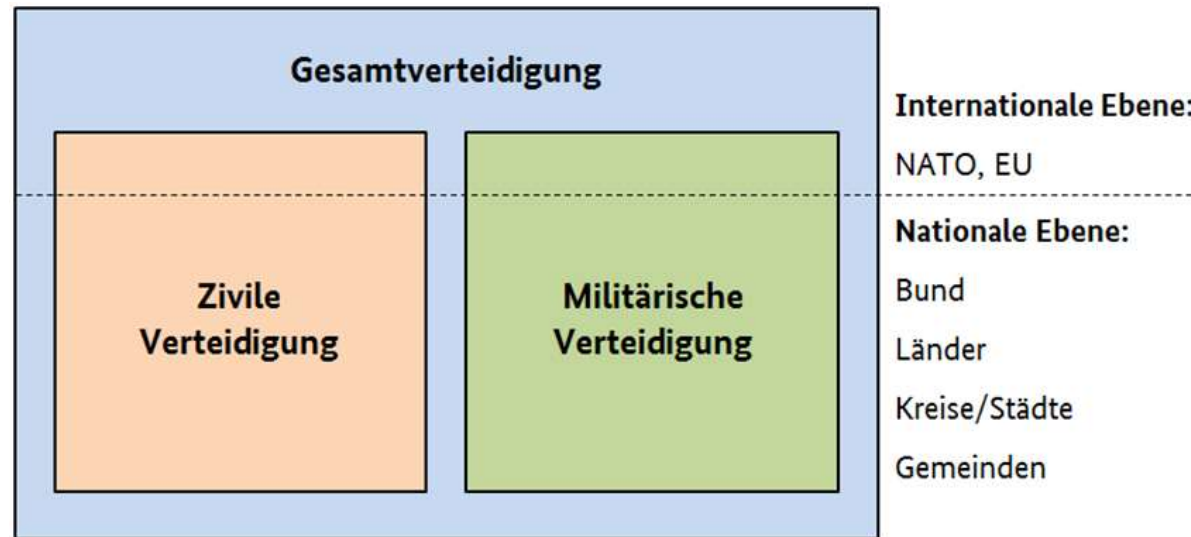 Gesamtverteidigung
Zivile
Verteidigung
Militärische
Verteidigung
Internationale Ebene:
NATO, EU
Nationale Ebene:
Bund
Länder
Kreise/Städte
Gemeinden